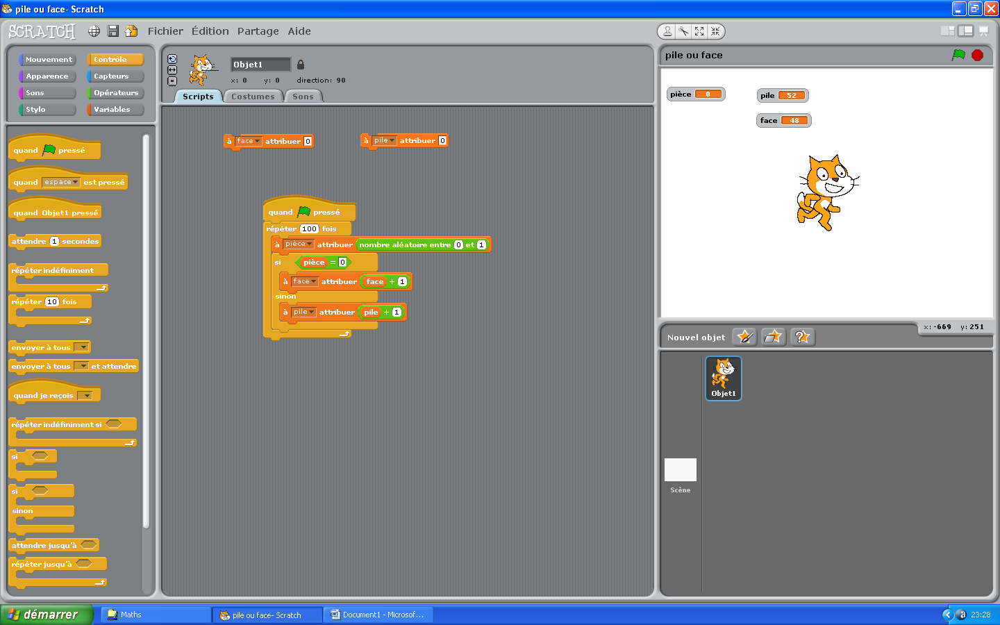 pile ou face- Scratch
SCRATCH
Fichier Édition Partage Aide
Mouvement Contrôle
Apparence Capteurs
Sons Opérateurs
Stylo Variables
quand pressé
quand espace est pressé
quand Objet1 pressé
attendre 1 secondes
répéter indéfiniment
répéter 10 fois
envoyer à tous
envoyer à tous et attendre
quand je reçois
répéter indéfiniment si
si
si
sinon
attendre jusqu'à
répéter jusqu'à
Objet1
x: 0 y: 0 direction: 90
Scripts Costumes Sons
à face attribuer 0
à pile attribuer 0
quand pressé
répéter 100 fois
à pièce attribuer nombre aléatoire entre 0 et 1
si pièce = 0
à face attribuer face + 1
sinon
à pile attribuer pile + 1
pile ou face
pièce 0
pile 52
face 48
x: -669 y: 251
Nouvel objet
Objet1
Scène
démarrer
Maths
pile ou face- Scratch
Document1 - Microsof...
23:28